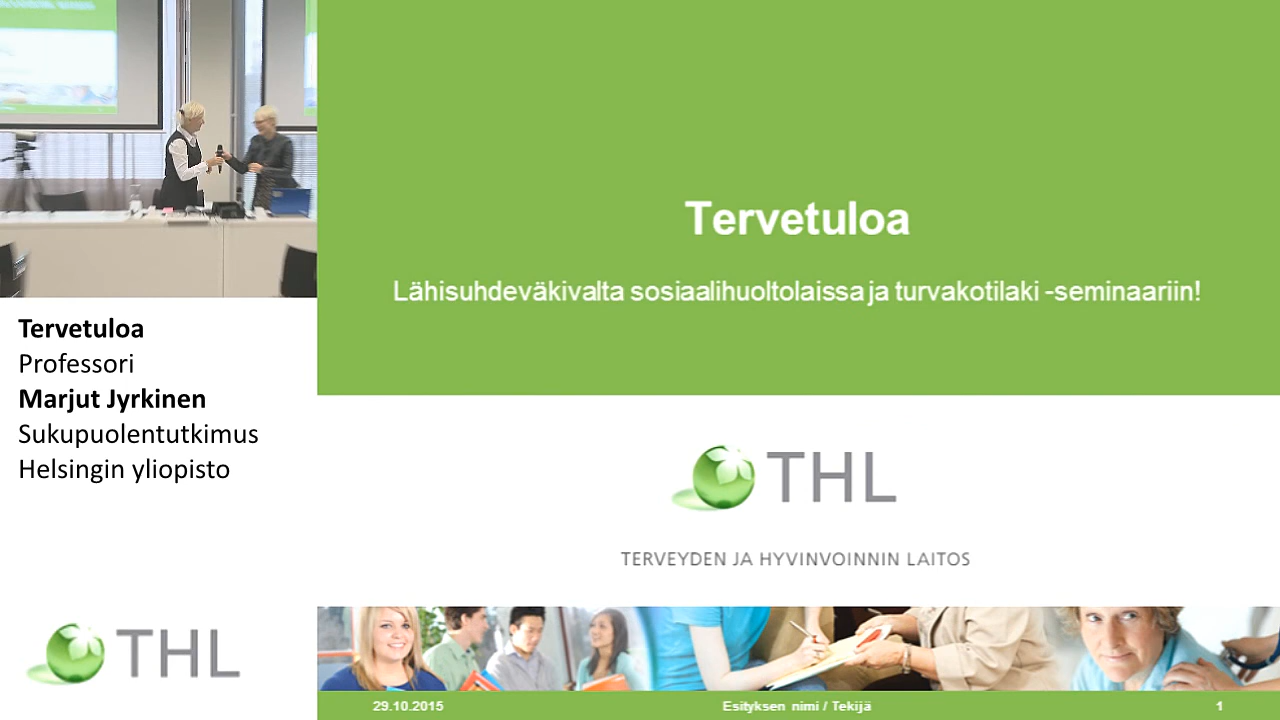 Tervetuloa
Professori
Marjut Jyrkinen
Sukupuolentutkimus
Helsingin yliopisto
THL
Tervetuloa
Lähisuhdeväkivalta sosiaalihuoltolaissa ja turvakotilaki -seminaariin!
THL
TERVEYDEN JA HYVINVOINNIN LAITOS
29.10.2015 Esityksen nimi / Tekijä 1